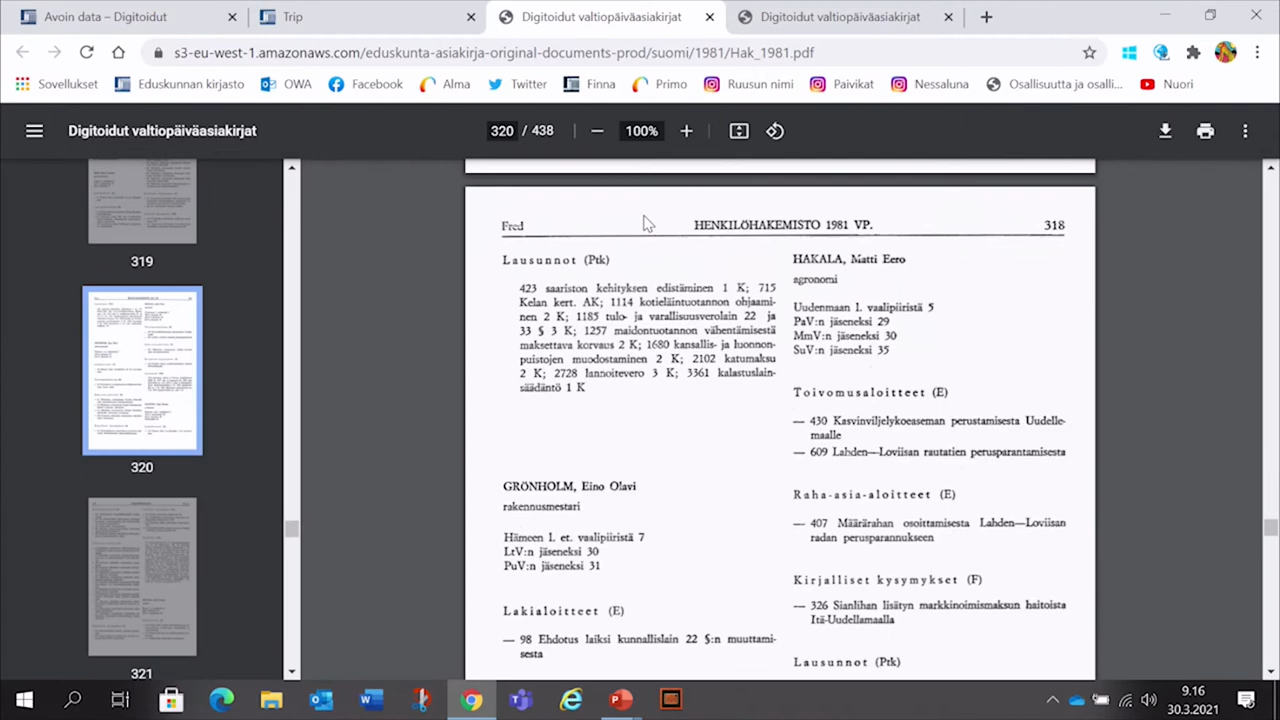 Avoin data – Digitoidut
Trip
Digitoidut valtiopäiväasiakirjat
Digitoidut valtiopäiväasiakirjat
s3-eu-west-1.amazonaws.com/eduskunta-asiakirja-original-documents-prod/suomi/1981/Hak_1981.pdf
Sovellukset
Eduskunnan kirjasto
OWA
Facebook
Alma
Twitter
Finna
Primo
Ruusun nimi
Paivikat
Nessaluna
Osallisuutta ja osalli...
Nuori
Digitoidut valtiopäiväasiakirjat
320 / 438
100%
319
320
321
Fred
HENKILÖHAKEMISTO 1981 VP.
318
Lausunnot (Ptk)
423 saariston kehityksen edistäminen 1 K; 715
Kelan kert. AK; 1114 kotieläintuotannon ohjaami-
nen 2 K; 1185 tulo- ja varallisuusverolain 22 ja
33 § 3 K; 1257 maidontuotannon vähentämisestä
maksettava korvaus 2 K; 1680 kansallis- ja luonnon-
puistojen muodostaminen 2 K; 2102 katumaksu
2 K; 2728 lannoitevero 3 K; 3361 kalastuslain-
säädäntö 1 K
GRÖNHOLM, Eino Olavi
rakennusmestari
Hämeen l. et. vaalipiiristä 7
LtV:n jäseneksi 30
PuV:n jäseneksi 31
Lakialoitteet (E)
— 98 Ehdotus laiksi kunnallislain 22 §:n muuttami-
sesta
HAKALA, Matti Eero
agronomi
Uudenmaan l. vaalipiiristä 5
PaV:n jäseneksi 29
MmV:n jäseneksi 30
SuV:n jäseneksi 35
Toivomusaloitteet (E)
— 430 Kasvinviljelykoeaseman perustamisesta Uudelle-
maalle
— 609 Lahden—Loviisan rautatien perusparantamisesta
Raha-asia-aloitteet (E)
— 407 Määrärahan osoittamisesta Lahden—Loviisan
radan perusparannukseen
Kirjalliset kysymykset (F)
— 326 Sianlihan lisätyn markkinoimismaksun haitoista
Itä-Uudellamaalla
Lausunnot (Ptk)
9.16
30.3.2021